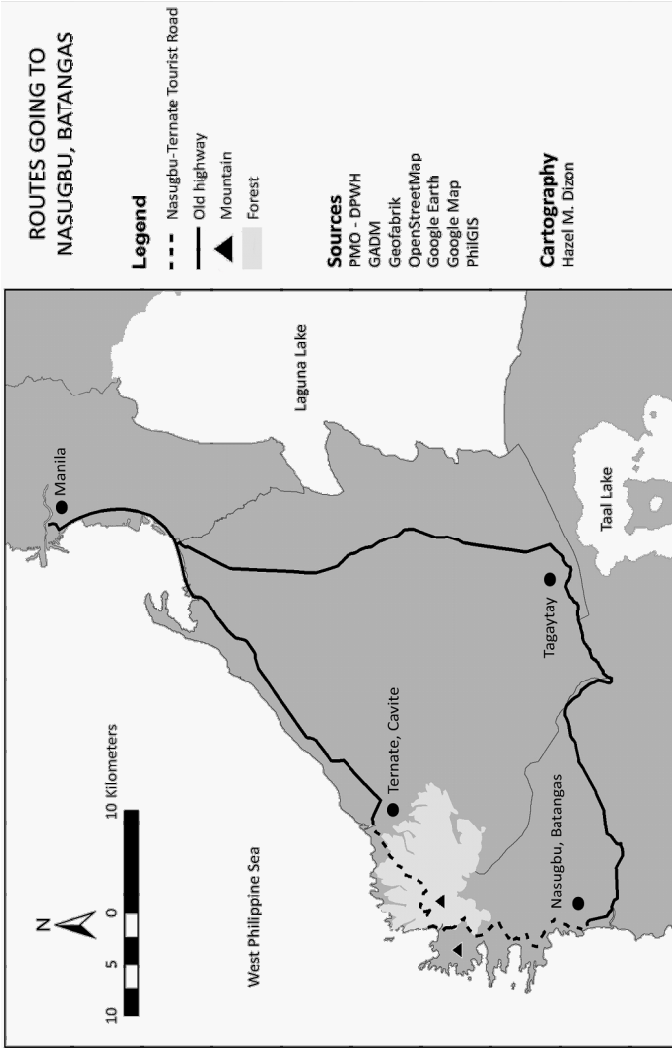 ROUTES GOING TO
NASUGBU, BATANGAS
Legend
Nasugbu-Ternate Tourist Road
Old highway
Mountain
Forest
Sources
PMO - DPWH
GADM
Geofabrik
OpenStreetMap
Google Earth
Google Map
PhilGIS
Cartography
Hazel M. Dizon
N
10 5 0 10 Kilometers
West Philippine Sea
Manila
Laguna Lake
Ternate, Cavite
Tagaytay
Taal Lake
Nasugbu, Batangas